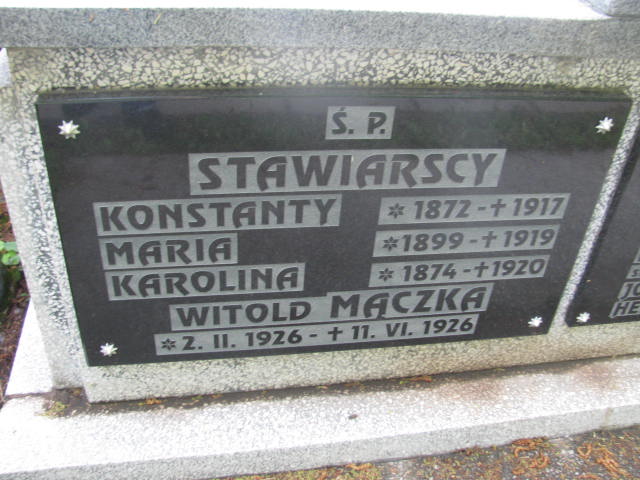 Ś. P.
STAWIARSCY
KONSTANTY * 1872 - † 1917
MARIA * 1899 - † 1919
KAROLINA * 1874 - † 1920
WITOLD MĄCZKA
* 2. II. 1926 - † 11. VI. 1926